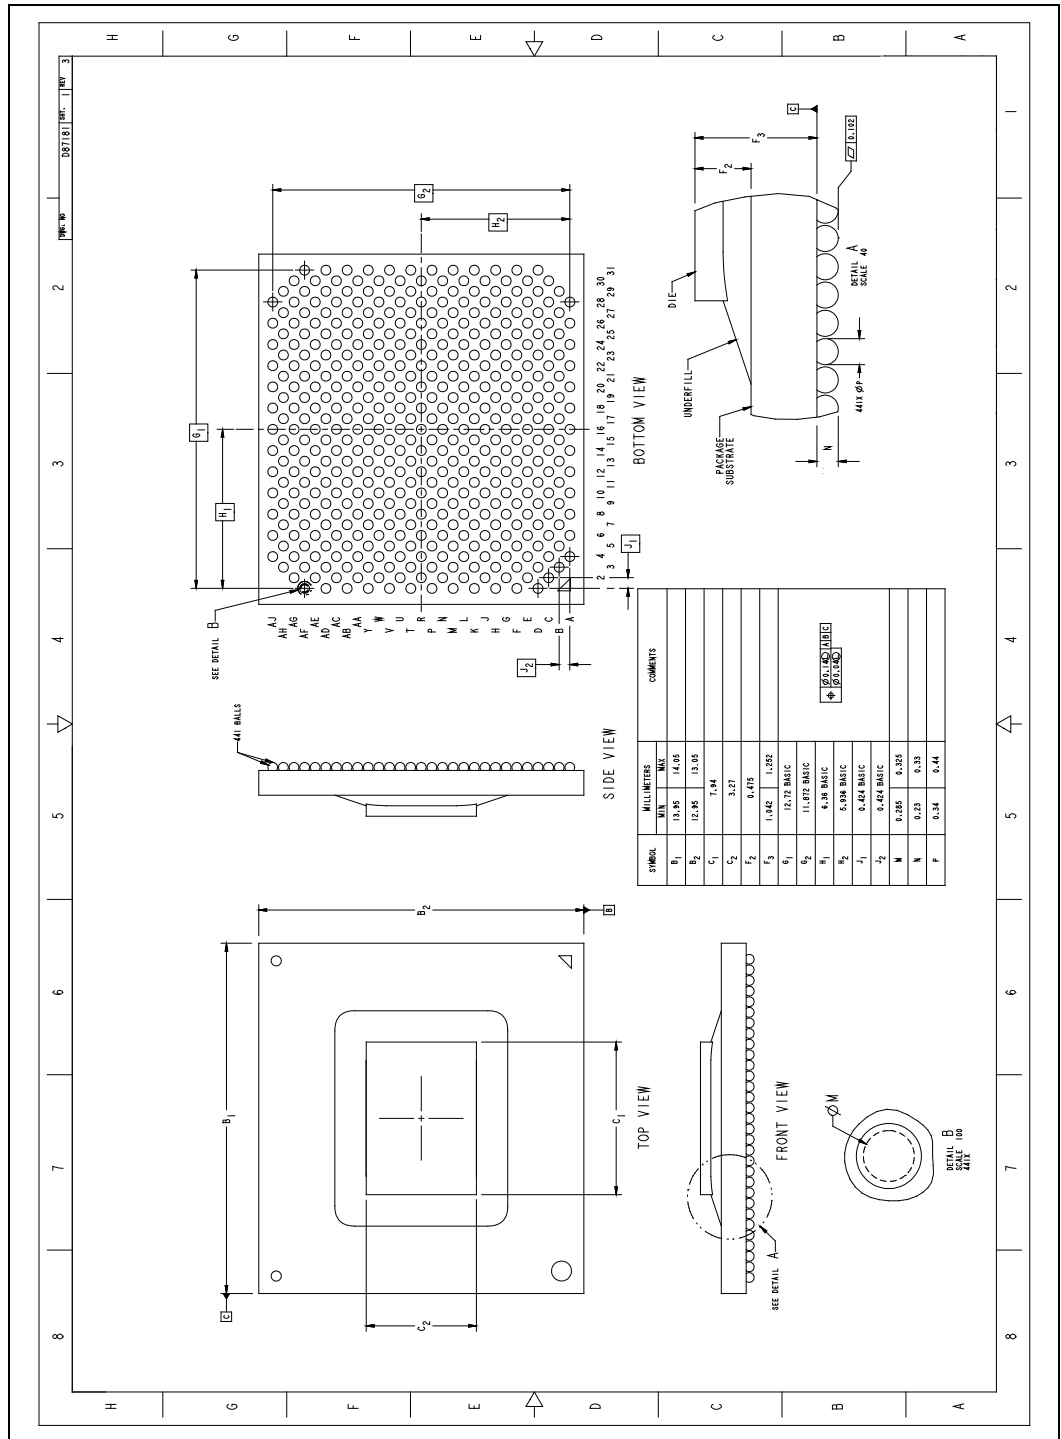 H G F E D C B A
8 7 6 5 4 3 2 1
DWG. NO D87181 SHT. 1 REV 3
B1
C
C2
B2
B
C1
TOP VIEW
441 BALLS
SIDE VIEW
SEE DETAIL B
G1
H1
G2
H2
J1
J2
AJ
AH
AG
AF
AE
AD
AC
AB
AA
Y
W
V
U
T
R
P
N
M
L
K
J
H
G
F
E
D
C
B
A
1 2 3 4 5 6 7 8 9 10 11 12 13 14 15 16 17 18 19 20 21 22 23 24 25 26 27 28 29 30 31
BOTTOM VIEW
SEE DETAIL A
FRONT VIEW
ØM
DETAIL B
SCALE 100
441X
SYMBOL MILLIMETERS COMMENTS
MIN MAX
B1 13.95 14.05
B2 12.95 13.05
C1 7.94
C2 3.27
F2 0.475
F3 1.042 1.252
G1 12.72 BASIC
G2 11.872 BASIC
H1 6.36 BASIC
H2 5.936 BASIC
J1 0.424 BASIC
J2 0.424 BASIC
M 0.285 0.325
N 0.23 0.33
P 0.34 0.44
A B C
DIE
UNDERFILL
PACKAGE
SUBSTRATE
F2
F3
C
0.102
N
441X ØP
DETAIL A
SCALE 40
8 7 6 5 4 3 2 1
H G F E D C B A